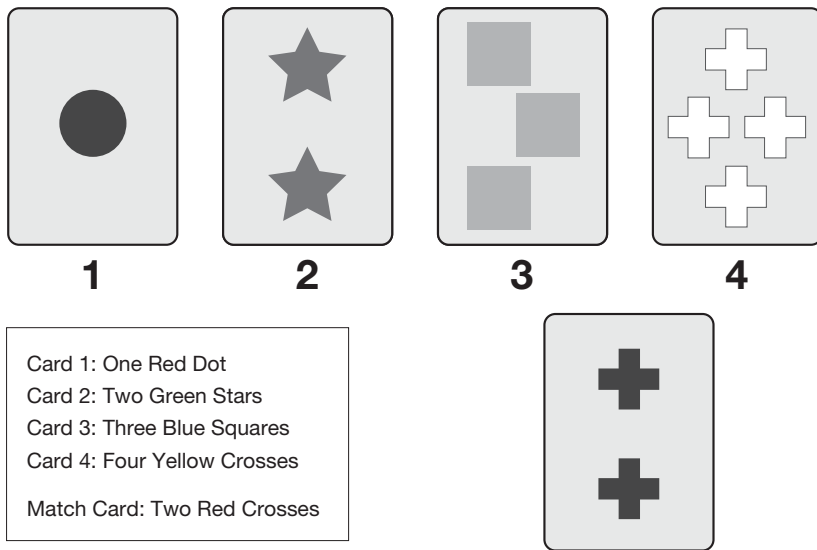 1
2
3
4
Card 1: One Red Dot
Card 2: Two Green Stars
Card 3: Three Blue Squares
Card 4: Four Yellow Crosses
Match Card: Two Red Crosses